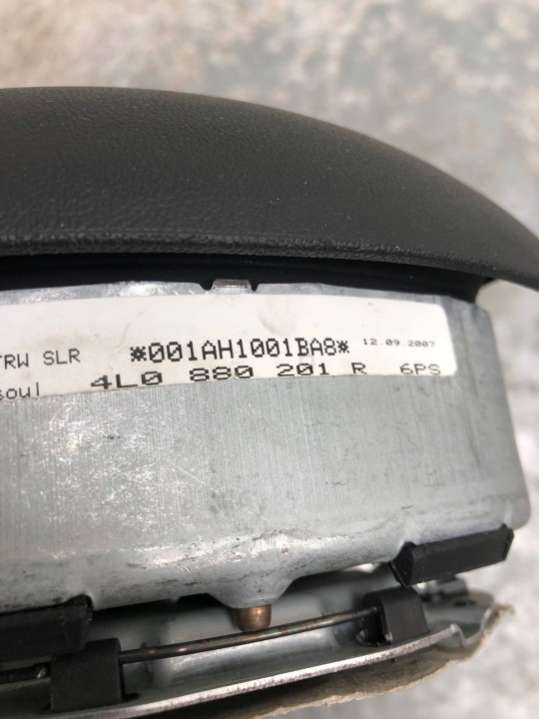 TRW SLR *001AH1001BA8* 12.09.2007
soul 4L0 880 201 R 6PS